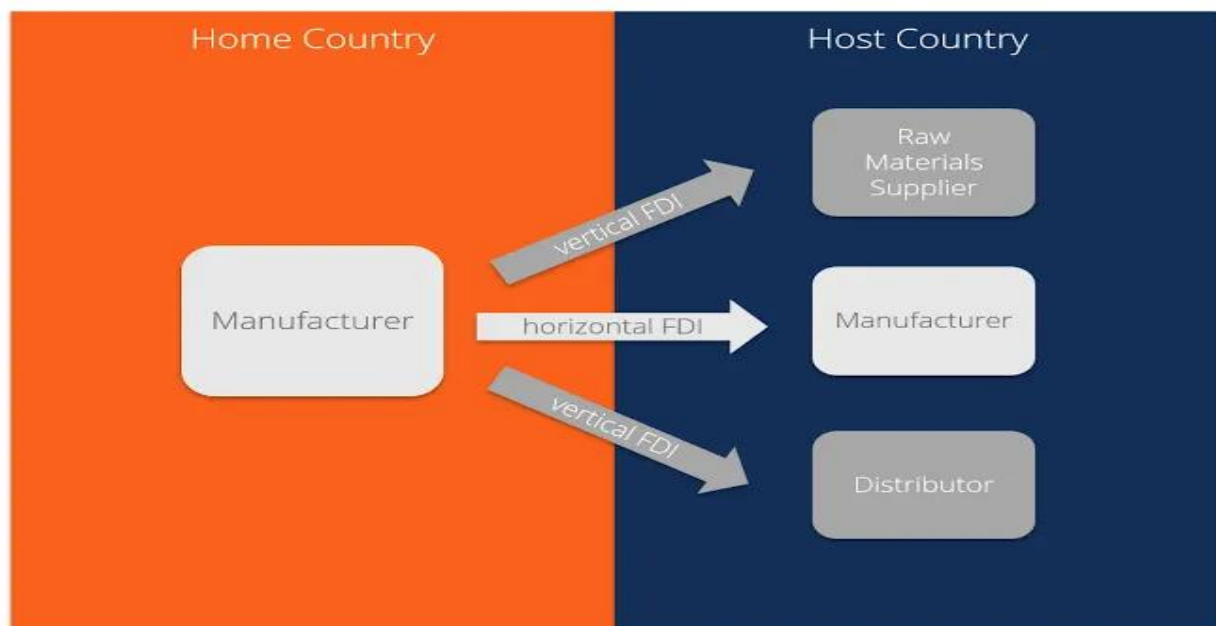 Home Country
Host Country
Raw
Materials
Supplier
vertical FDI
Manufacturer
horizontal FDI
Manufacturer
vertical FDI
Distributor